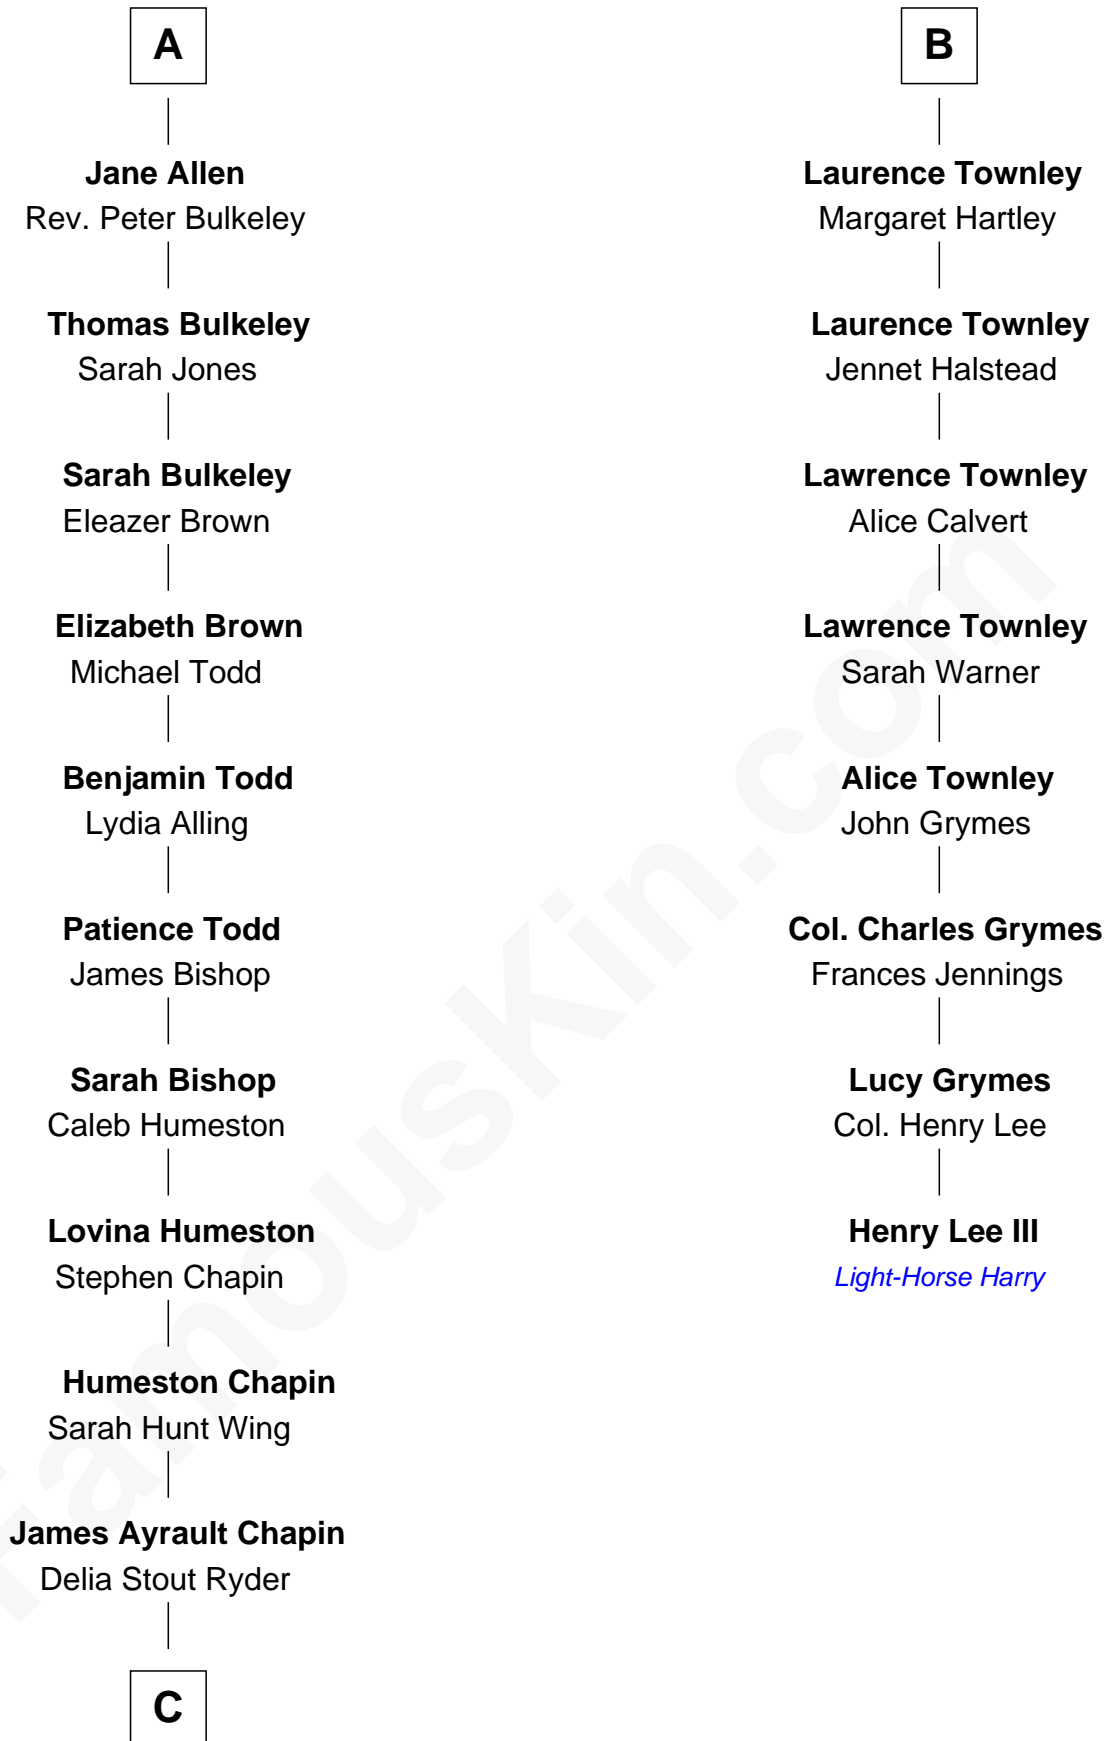 A
Jane Allen
Rev. Peter Bulkeley
Thomas Bulkeley
Sarah Jones
Sarah Bulkeley
Eleazer Brown
Elizabeth Brown
Michael Todd
Benjamin Todd
Lydia Alling
Patience Todd
James Bishop
Sarah Bishop
Caleb Humeston
Lovina Humeston
Stephen Chapin
Humeston Chapin
Sarah Hunt Wing
James Ayrault Chapin
Delia Stout Ryder
C
B
Laurence Townley
Margaret Hartley
Laurence Townley
Jennet Halstead
Lawrence Townley
Alice Calvert
Lawrence Townley
Sarah Warner
Alice Townley
John Grymes
Col. Charles Grymes
Frances Jennings
Lucy Grymes
Col. Henry Lee
Henry Lee III
Light-Horse Harry
FamousKin.com